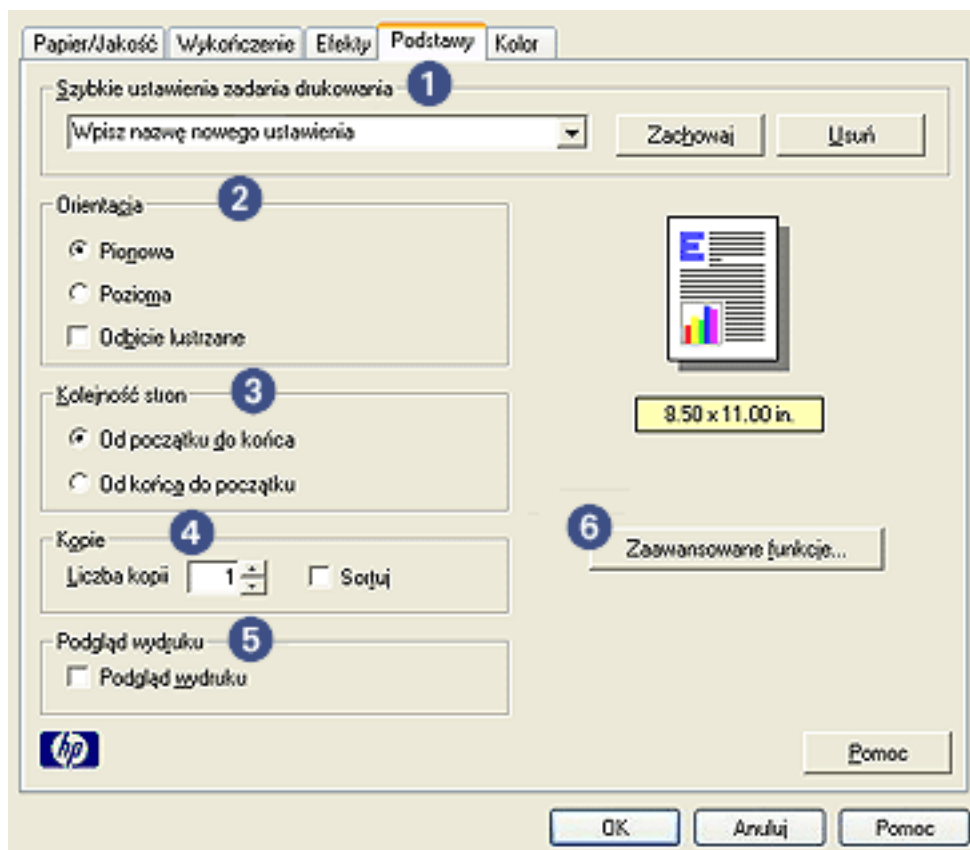 Papier/Jakość Wykończenie Efekty Podstawy Kolor
Szybkie ustawienia zadania drukowania 1
Wpisz nazwę nowego ustawienia Zachowaj Usuń
Orientacja 2
Pionowa
Pozioma
Odbicie lustrzane
E
8.50 x 11.00 in.
Kolejność stron 3
Od początku do końca
Od końca do początku
Kopie 4
Liczba kopii 1 Sortuj
6 Zaawansowane funkcje...
Podgląd wydruku 5
Podgląd wydruku
hp
Pomoc
OK Anuluj Pomoc